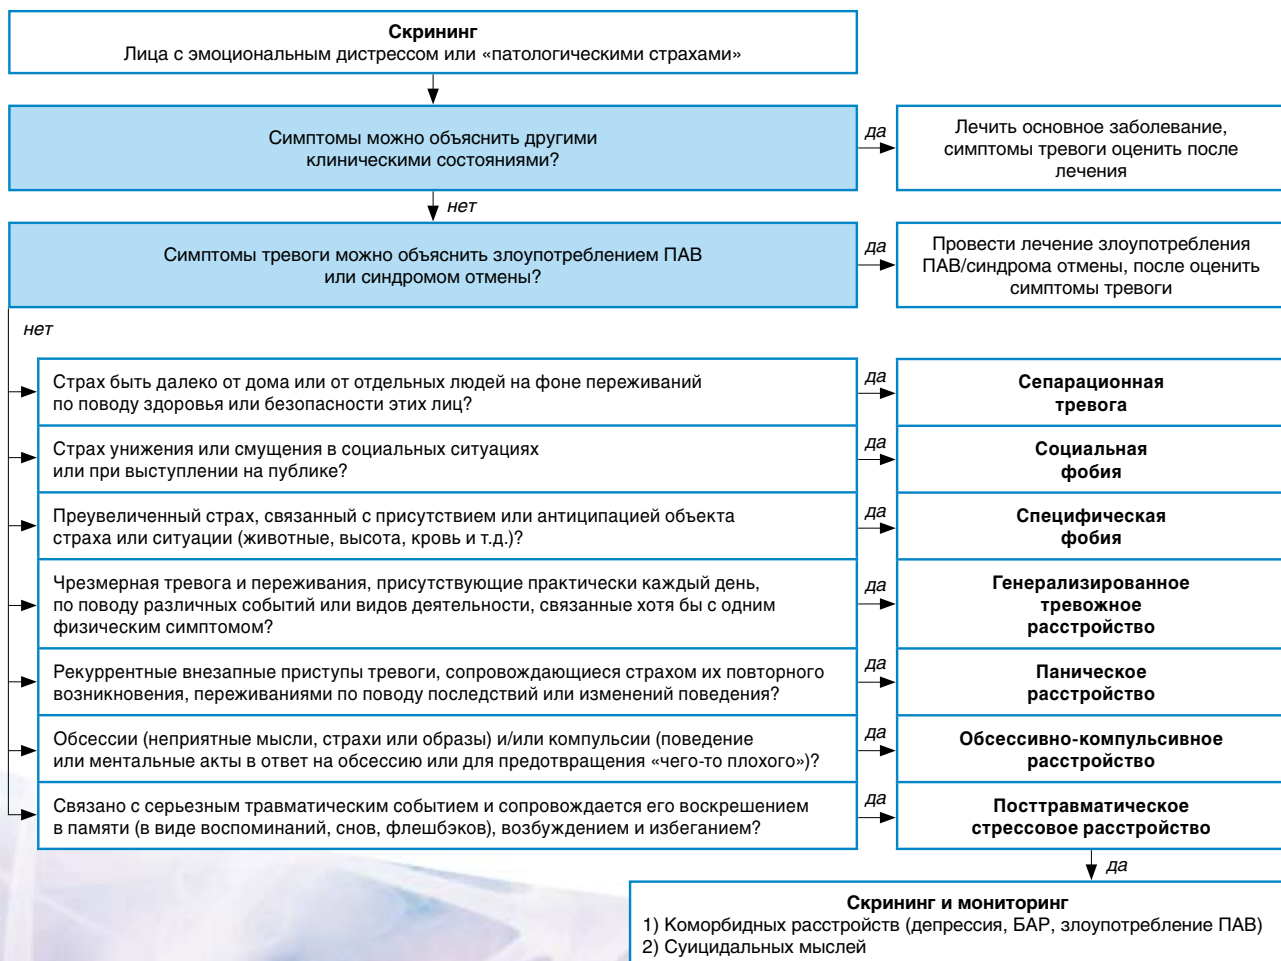 Скрининг
Лица с эмоциональным дистрессом или «патологическими страхами»
Симптомы можно объяснить другими
клиническими состояниями?
да
Лечить основное заболевание,
симптомы тревоги оценить после
лечения
нет
Симптомы тревоги можно объяснить злоупотреблением ПАВ
или синдромом отмены?
да
Провести лечение злоупотребления
ПАВ/синдрома отмены, после оценить
симптомы тревоги
нет
Страх быть далеко от дома или от отдельных людей на фоне переживаний
по поводу здоровья или безопасности этих лиц?
да
Сепарационная
тревога
Страх унижения или смущения в социальных ситуациях
или при выступлении на публике?
да
Социальная
фобия
Преувеличенный страх, связанный с присутствием или антиципацией объекта
страха или ситуации (животные, высота, кровь и т.д.)?
да
Специфическая
фобия
Чрезмерная тревога и переживания, присутствующие практически каждый день,
по поводу различных событий или видов деятельности, связанные хотя бы с одним
физическим симптомом?
да
Генерализированное
тревожное
расстройство
Рекуррентные внезапные приступы тревоги, сопровождающиеся страхом их повторного
возникновения, переживаниями по поводу последствий или изменений поведения?
да
Паническое
расстройство
Обсессии (неприятные мысли, страхи или образы) и/или компульсии (поведение
или ментальные акты в ответ на обсессию или для предотвращения «чего-то плохого»)?
да
Обсессивно-компульсивное
расстройство
Связано с серьезным травматическим событием и сопровождается его воскрешением
в памяти (в виде воспоминаний, снов, флешбэков), возбуждением и избеганием?
да
Посттравматическое
стрессовое расстройство
да
Скрининг и мониторинг
1) Коморбидных расстройств (депрессия, БАР, злоупотребление ПАВ)
2) Суицидальных мыслей